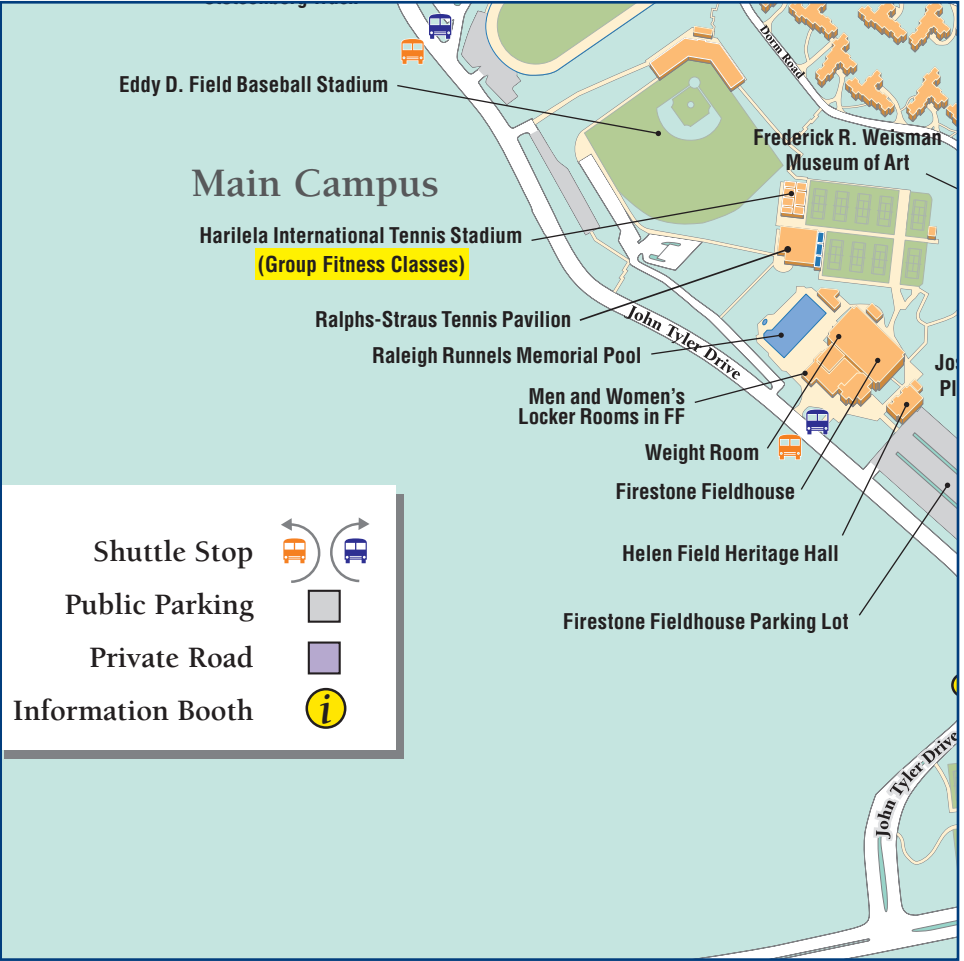 Dorm Road
Eddy D. Field Baseball Stadium
Frederick R. Weisman
Museum of Art
Main Campus
Harilela International Tennis Stadium
(Group Fitness Classes)
Ralphs-Straus Tennis Pavilion
John Tyler Drive
Raleigh Runnels Memorial Pool
Men and Women's
Locker Rooms in FF
Weight Room
Firestone Fieldhouse
Helen Field Heritage Hall
Firestone Fieldhouse Parking Lot
Shuttle Stop
Public Parking
Private Road
Information Booth
i
John Tyler Drive